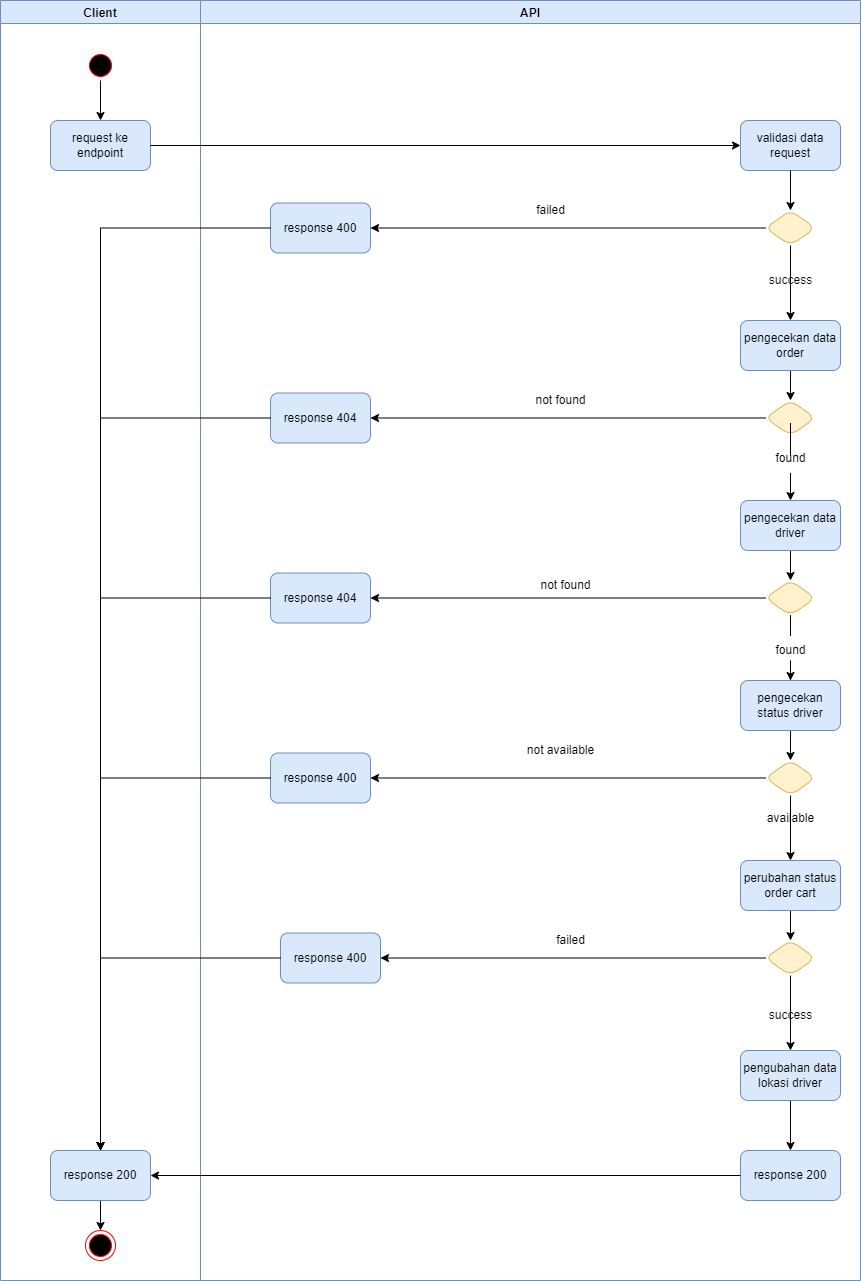 Client
API
request ke
endpoint
validasi data
request
failed
response 400
success
pengecekan data
order
not found
response 404
found
pengecekan data
driver
not found
response 404
found
pengecekan
status driver
not available
response 400
available
perubahan status
order cart
failed
response 400
success
pengubahan data
lokasi driver
response 200
response 200